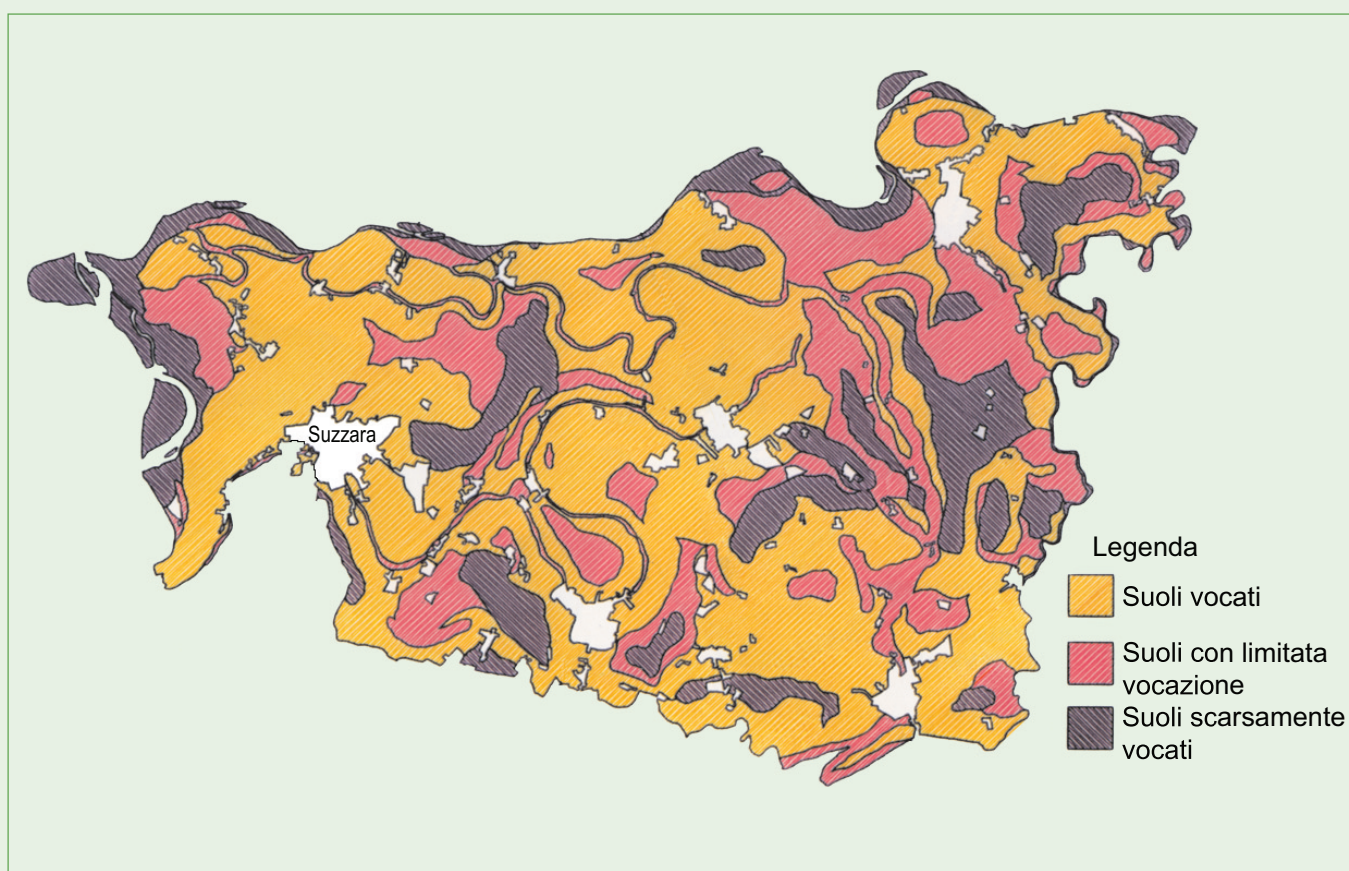 Suzzara
Legenda
Suoli vocati
Suoli con limitata
vocazione
Suoli scarsamente
vocati